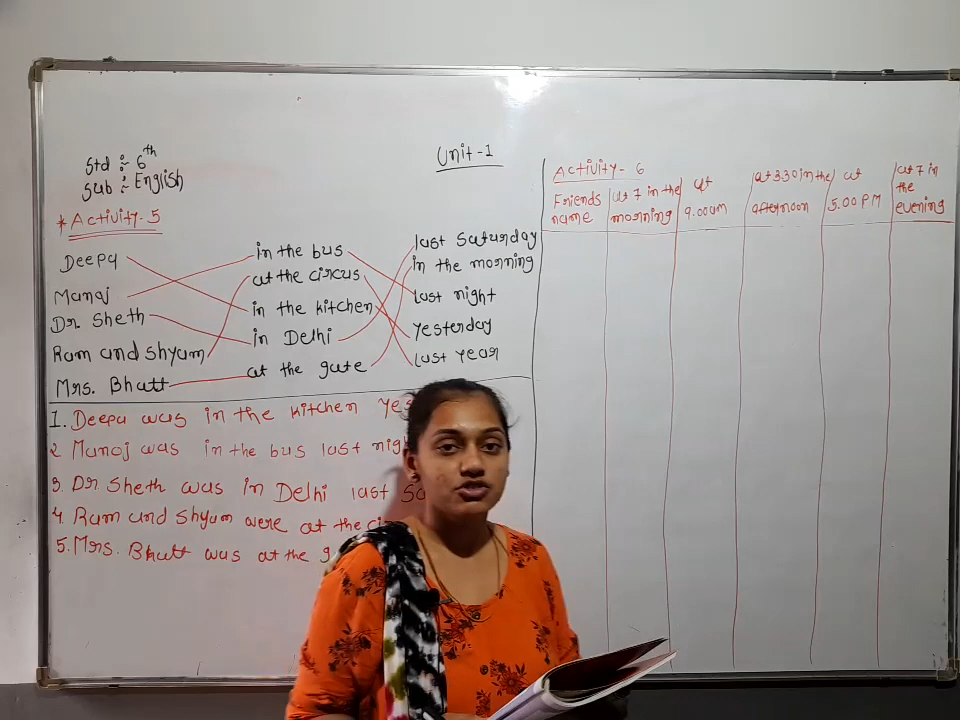 Std : 6th
Sub : English
Unit-1
* Activity-5
Deepa
Manoj
Dr. Sheth
Ram and Shyam
Mrs. Bhatt
in the bus
at the circus
in the kitchen
in Delhi
at the gate
last Saturday
in the morning
last night
yesterday
last year
1. Deepa was in the kitchen
2 Manoj was in the bus last
3. Dr. Sheth was in Delhi last
4. Ram and Shyam were at the
5. Mrs. Bhatt was at the
Activity-6
Friends name
at 7 in the morning
at 9.00am
at 330 in the afternoon
at 5.00 PM
at 7 in the evening